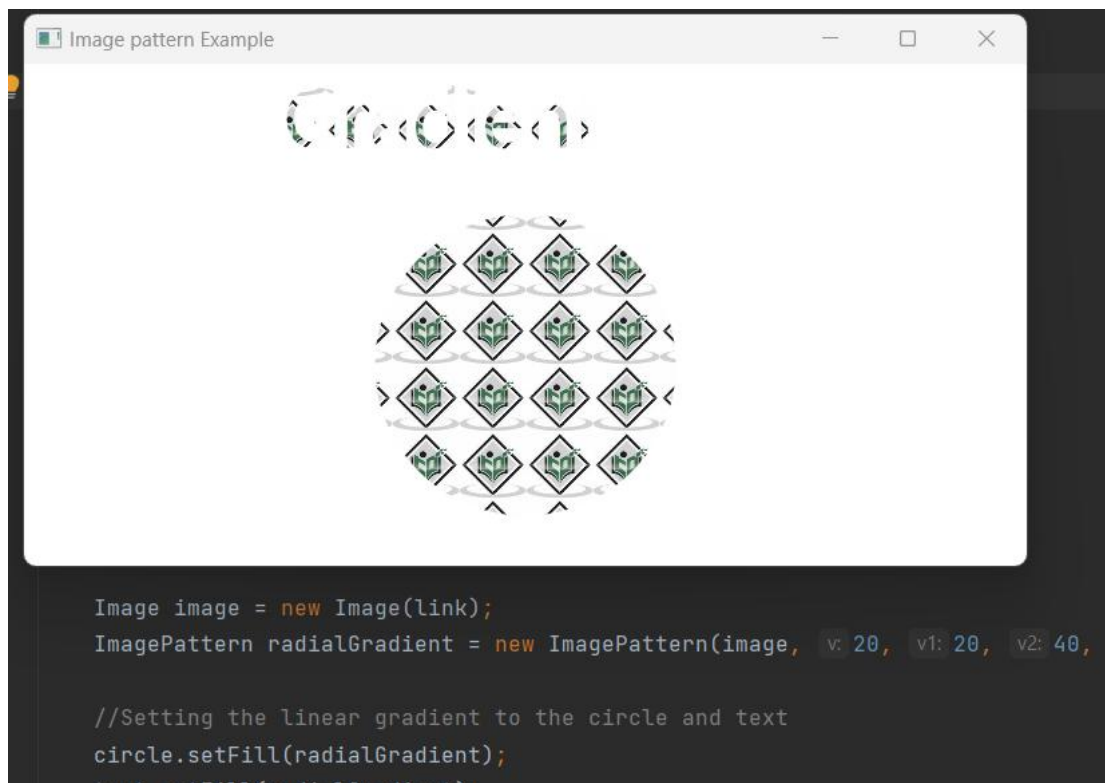 Image pattern Example
Gradien
Image image = new Image(link);
ImagePattern radialGradient = new ImagePattern(image, v: 20, v1: 20, v2: 40,
//Setting the linear gradient to the circle and text
circle.setFill(radialGradient);